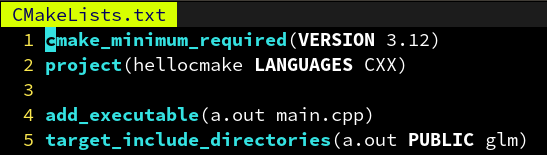 CMakeLists.txt
1 cmake_minimum_required(VERSION 3.12)
2 project(hellocmake LANGUAGES CXX)
3
4 add_executable(a.out main.cpp)
5 target_include_directories(a.out PUBLIC glm)